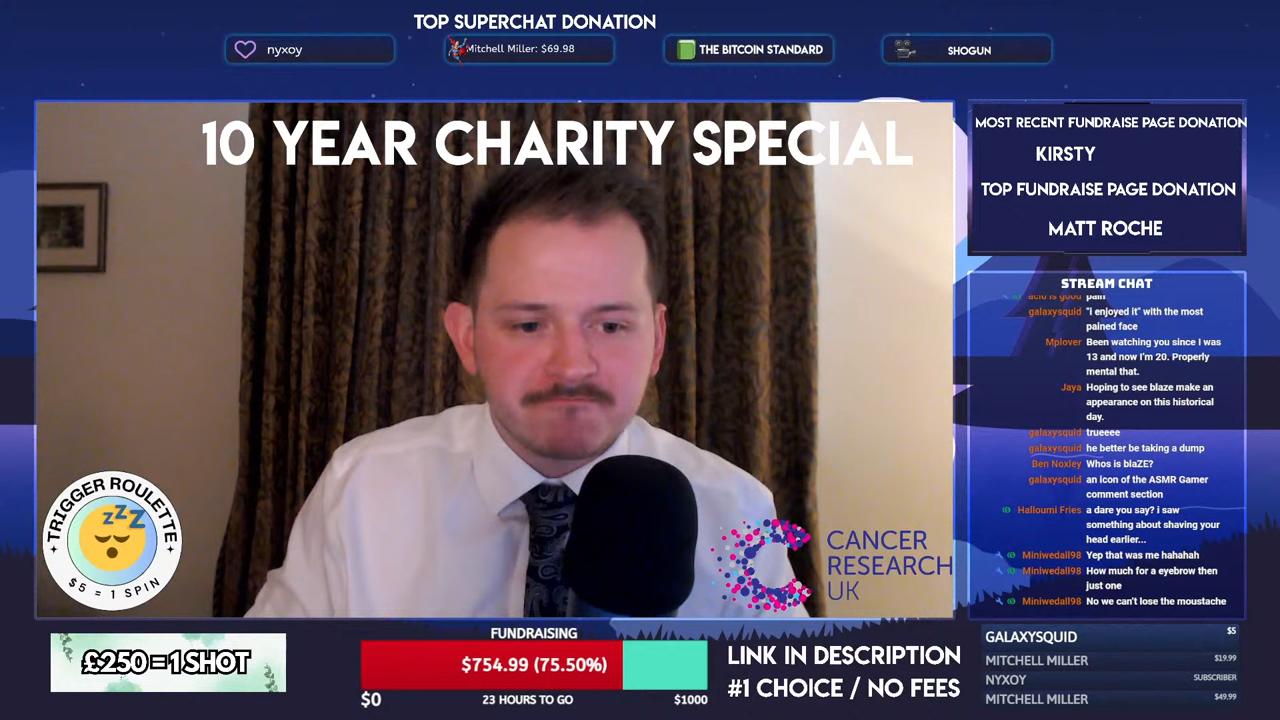 TOP SUPERCHAT DONATION
nyxoy
Mitchell Miller: $69.98
THE BITCOIN STANDARD
SHOGUN
10 YEAR CHARITY SPECIAL
MOST RECENT FUNDRAISE PAGE DONATION
KIRSTY
TOP FUNDRAISE PAGE DONATION
MATT ROCHE
STREAM CHAT
acid is good pain
galaxysquid "i enjoyed it" with the most
pained face
Mplover Been watching you since I was
13 and now I'm 20. Properly
mental that.
Jaya Hoping to see blaze make an
appearance on this historical
day.
galaxysquid trueeee
galaxysquid he better be taking a dump
Ben Noxley Whos is blaZE?
galaxysquid an icon of the ASMR Gamer
comment section
Halloumi Fries a dare you say? i saw
something about shaving your
head earlier...
Miniwedall98 Yep that was me hahahah
Miniwedall98 How much for a eyebrow then
just one
Miniwedall98 No we can't lose the moustache
TRIGGER ROULETTE
zzz
$5 = 1 SPIN
CANCER
RESEARCH
UK
£250 = 1 SHOT
FUNDRAISING
$754.99 (75.50%)
$0
23 HOURS TO GO
$1000
LINK IN DESCRIPTION
#1 CHOICE / NO FEES
GALAXYSQUID $5
MITCHELL MILLER $19.99
NYXOY SUBSCRIBER
MITCHELL MILLER $49.99